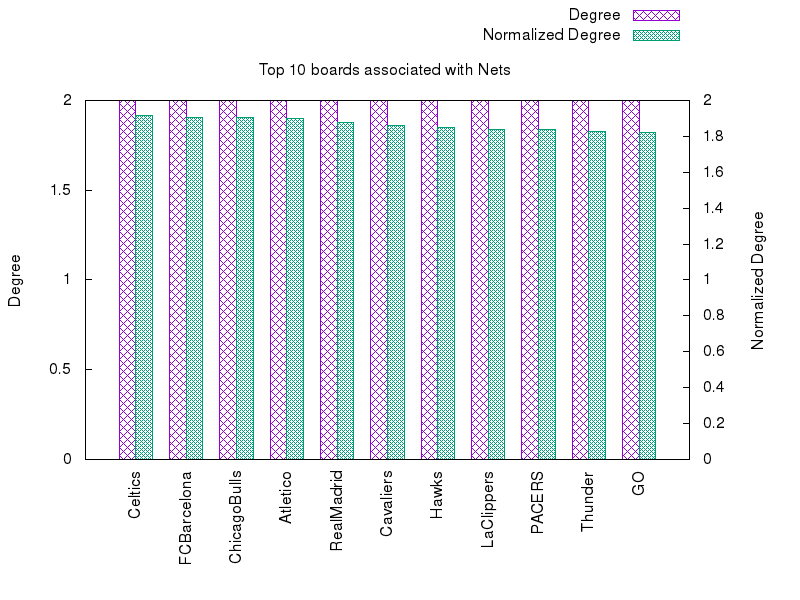 Degree
Normalized Degree
Top 10 boards associated with Nets
2
1.5
1
0.5
0
2
1.8
1.6
1.4
1.2
1
0.8
0.6
0.4
0.2
0
Degree
Normalized Degree
Celtics
FCBarcelona
ChicagoBulls
Atletico
RealMadrid
Cavaliers
Hawks
LaClippers
PACERS
Thunder
GO